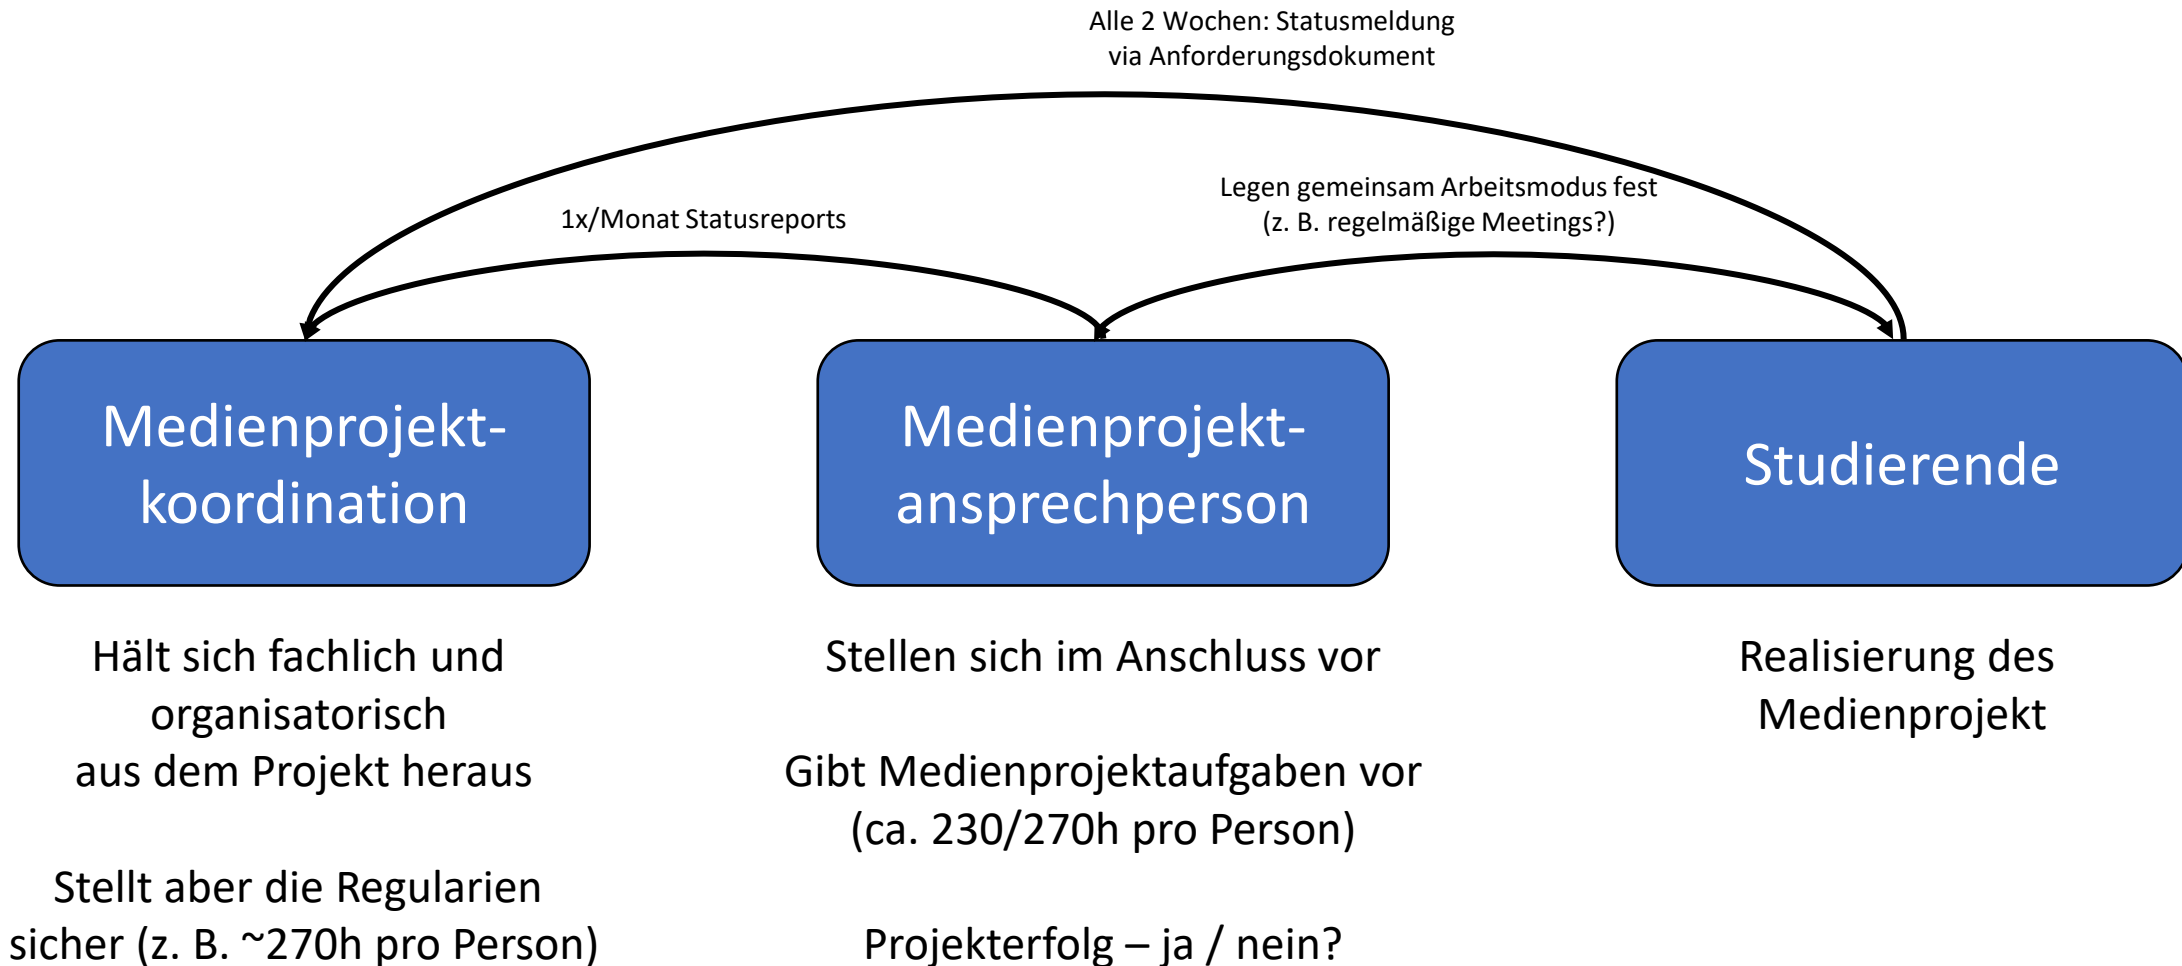 Alle 2 Wochen: Statusmeldung
via Anforderungsdokument
Legen gemeinsam Arbeitsmodus fest
(z. B. regelmäßige Meetings?)
1x/Monat Statusreports
Medienprojekt-
koordination
Medienprojekt-
ansprechperson
Studierende
Hält sich fachlich und
organisatorisch
aus dem Projekt heraus
Stellt aber die Regularien
sicher (z. B. ~270h pro Person)
Stellen sich im Anschluss vor
Gibt Medienprojektaufgaben vor
(ca. 230/270h pro Person)
Projekterfolg – ja / nein?
Realisierung des
Medienprojekt